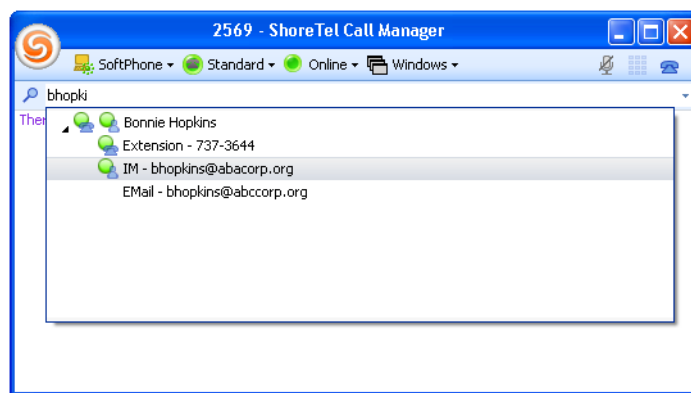 2569 - ShoreTel Call Manager
SoftPhone Standard Online Windows
bhopki
Ther
Bonnie Hopkins
Extension - 737-3644
IM - bhopkins@abacorp.org
EMail - bhopkins@abccorp.org